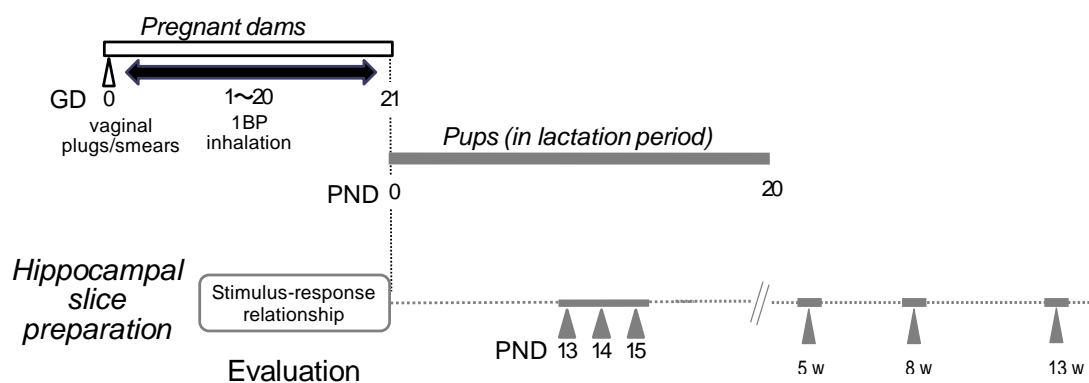 Pregnant dams
GD 0 1～20 21
vaginal plugs/smears
1BP inhalation
Pups (in lactation period)
PND 0 20
Hippocampal
slice
preparation
Stimulus-response
relationship
Evaluation
PND 13 14 15
5 w 8 w 13 w